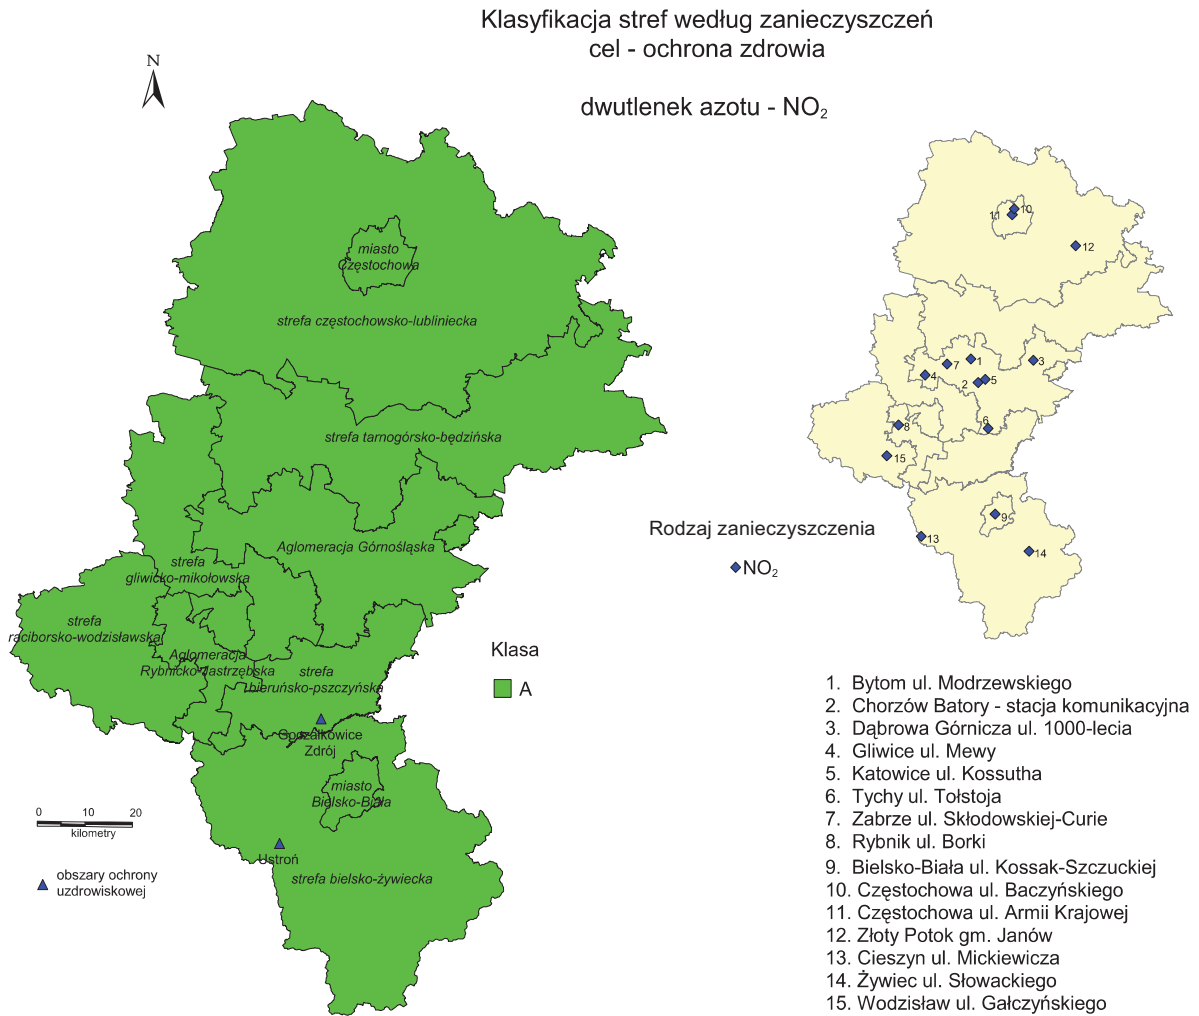 Klasyfikacja stref według zanieczyszczeń
cel - ochrona zdrowia
dwutlenek azotu - NO₂
N
miasto
Częstochowa
strefa częstochowsko-lubliniecka
strefa tarnogórsko-będzińska
Aglomeracja Górnośląska
strefa
gliwicko-mikołowska
strefa
raciborsko-wodzisławska
Aglomeracja
Rybnicko-Jastrzębska
strefa
bieruńsko-pszczyńska
Goczałkowice
Zdrój
miasto
Bielsko-Biała
Ustroń
strefa bielsko-żywiecka
0 10 20
kilometry
obszary ochrony
uzdrowiskowej
Klasa
A
10
11
12
1
7
3
4
2
5
6
8
15
9
13
14
Rodzaj zanieczyszczenia
NO₂
1. Bytom ul. Modrzewskiego
2. Chorzów Batory - stacja komunikacyjna
3. Dąbrowa Górnicza ul. 1000-lecia
4. Gliwice ul. Mewy
5. Katowice ul. Kossutha
6. Tychy ul. Tołstoja
7. Zabrze ul. Skłodowskiej-Curie
8. Rybnik ul. Borki
9. Bielsko-Biała ul. Kossak-Szczuckiej
10. Częstochowa ul. Baczyńskiego
11. Częstochowa ul. Armii Krajowej
12. Złoty Potok gm. Janów
13. Cieszyn ul. Mickiewicza
14. Żywiec ul. Słowackiego
15. Wodzisław ul. Gałczyńskiego